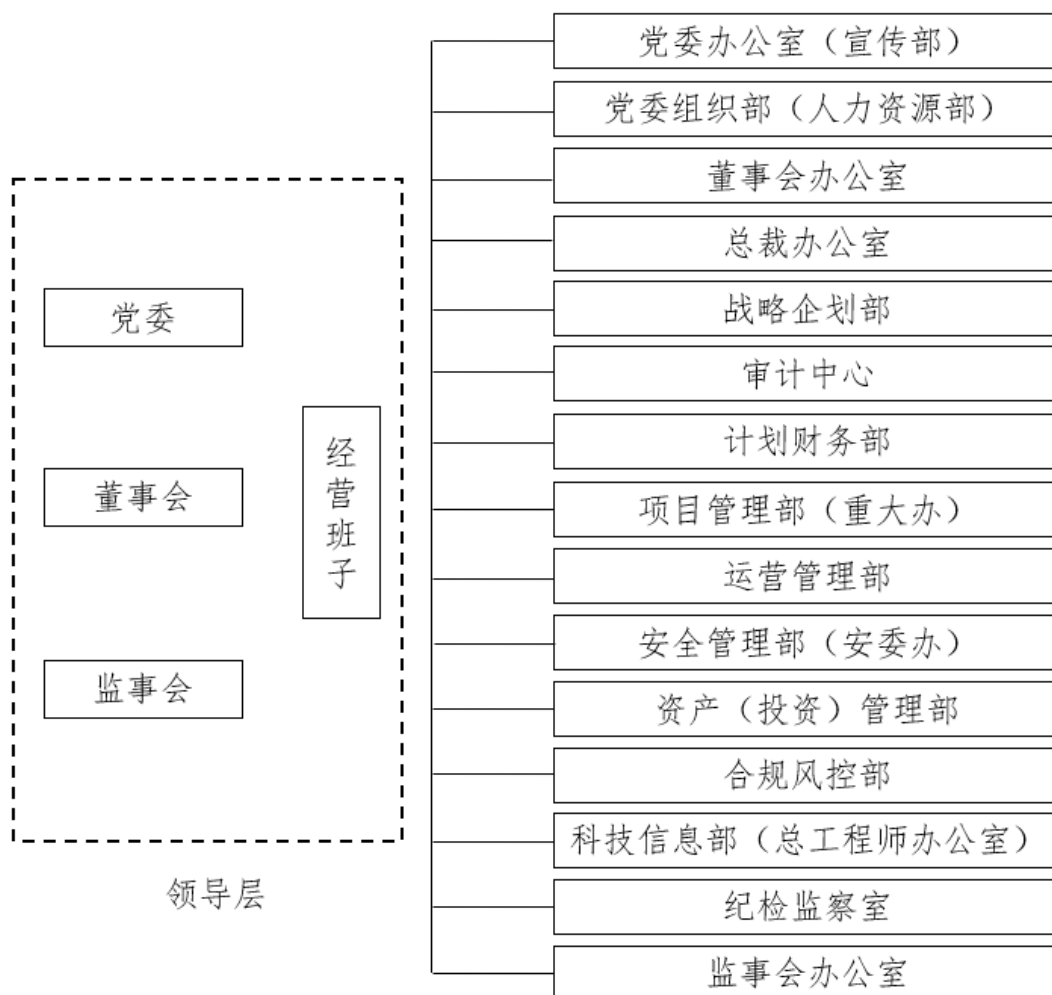 党委
董事会
监事会
经营班子
领导层
党委办公室（宣传部）
党委组织部（人力资源部）
董事会办公室
总裁办公室
战略企划部
审计中心
计划财务部
项目管理部（重大办）
运营管理部
安全管理部（安委办）
资产（投资）管理部
合规风控部
科技信息部（总工程师办公室）
纪检监察室
监事会办公室